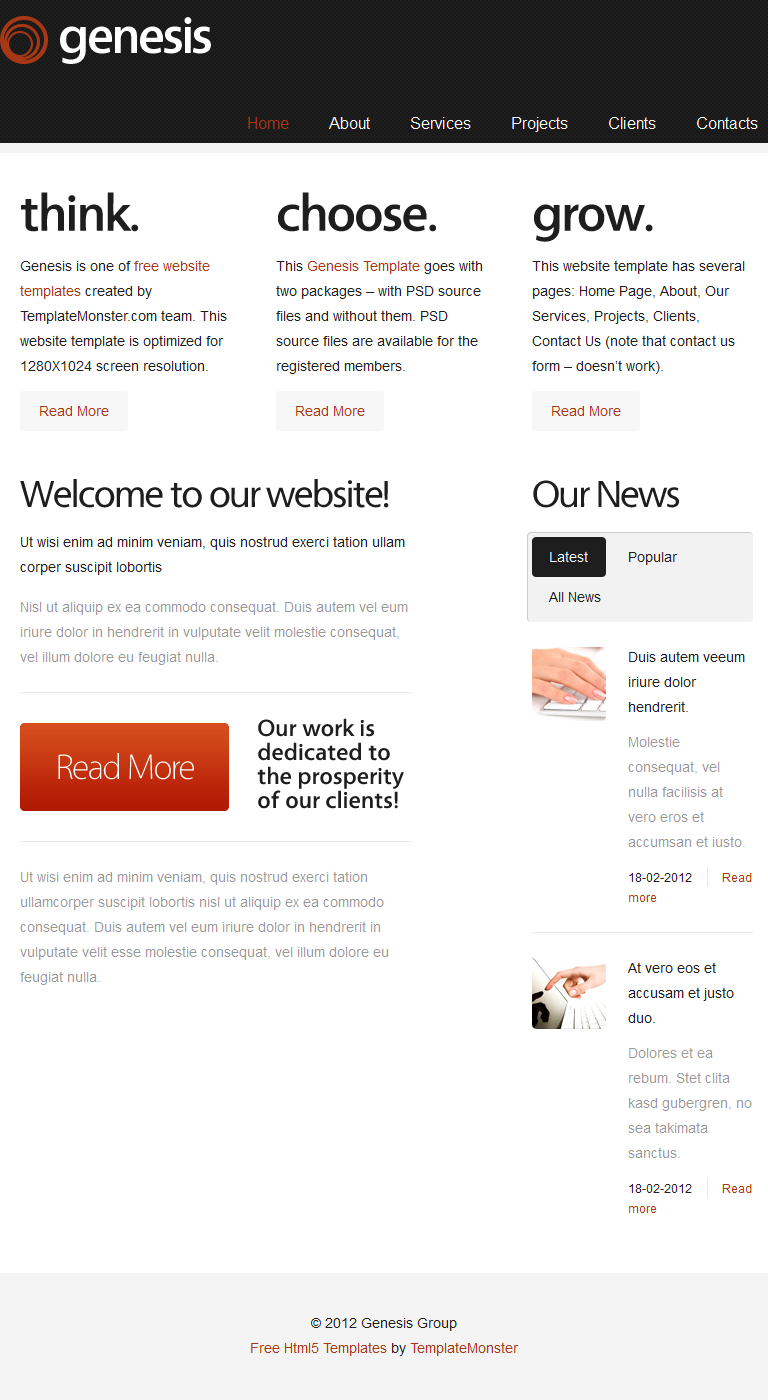 genesis
Home About Services Projects Clients Contacts
think.
Genesis is one of free website
templates created by
TemplateMonster.com team. This
website template is optimized for
1280X1024 screen resolution.
Read More
choose.
This Genesis Template goes with
two packages – with PSD source
files and without them. PSD
source files are available for the
registered members.
Read More
grow.
This website template has several
pages: Home Page, About, Our
Services, Projects, Clients,
Contact Us (note that contact us
form – doesn’t work).
Read More
Welcome to our website!
Ut wisi enim ad minim veniam, quis nostrud exerci tation ullam
corper suscipit lobortis
Nisl ut aliquip ex ea commodo consequat. Duis autem vel eum
iriure dolor in hendrerit in vulputate velit molestie consequat,
vel illum dolore eu feugiat nulla.
Read More
Our work is
dedicated to
the prosperity
of our clients!
Ut wisi enim ad minim veniam, quis nostrud exerci tation
ullamcorper suscipit lobortis nisl ut aliquip ex ea commodo
consequat. Duis autem vel eum iriure dolor in hendrerit in
vulputate velit esse molestie consequat, vel illum dolore eu
feugiat nulla.
Our News
Latest Popular
All News
Duis autem veeum
iriure dolor
hendrerit.
Molestie
consequat, vel
nulla facilisis at
vero eros et
accumsan et iusto.
18-02-2012 Read
more
At vero eos et
accusam et justo
duo.
Dolores et ea
rebum. Stet clita
kasd gubergren, no
sea takimata
sanctus.
18-02-2012 Read
more
© 2012 Genesis Group
Free Html5 Templates by TemplateMonster